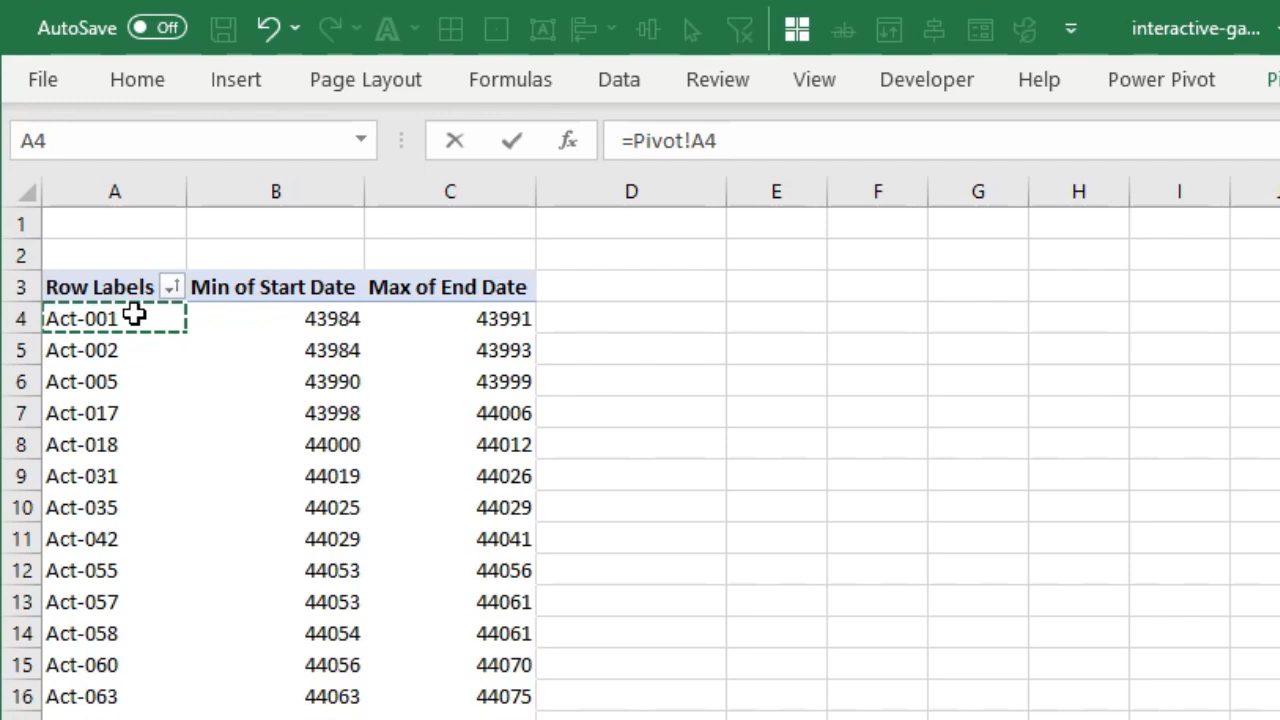 AutoSave Off interactive-ga...
File Home Insert Page Layout Formulas Data Review View Developer Help Power Pivot
A4 fx =Pivot!A4
A B C D E F G H I
1
2
3 Row Labels Min of Start Date Max of End Date
4 Act-001 43984 43991
5 Act-002 43984 43993
6 Act-005 43990 43999
7 Act-017 43998 44006
8 Act-018 44000 44012
9 Act-031 44019 44026
10 Act-035 44025 44029
11 Act-042 44029 44041
12 Act-055 44053 44056
13 Act-057 44053 44061
14 Act-058 44054 44061
15 Act-060 44056 44070
16 Act-063 44063 44075